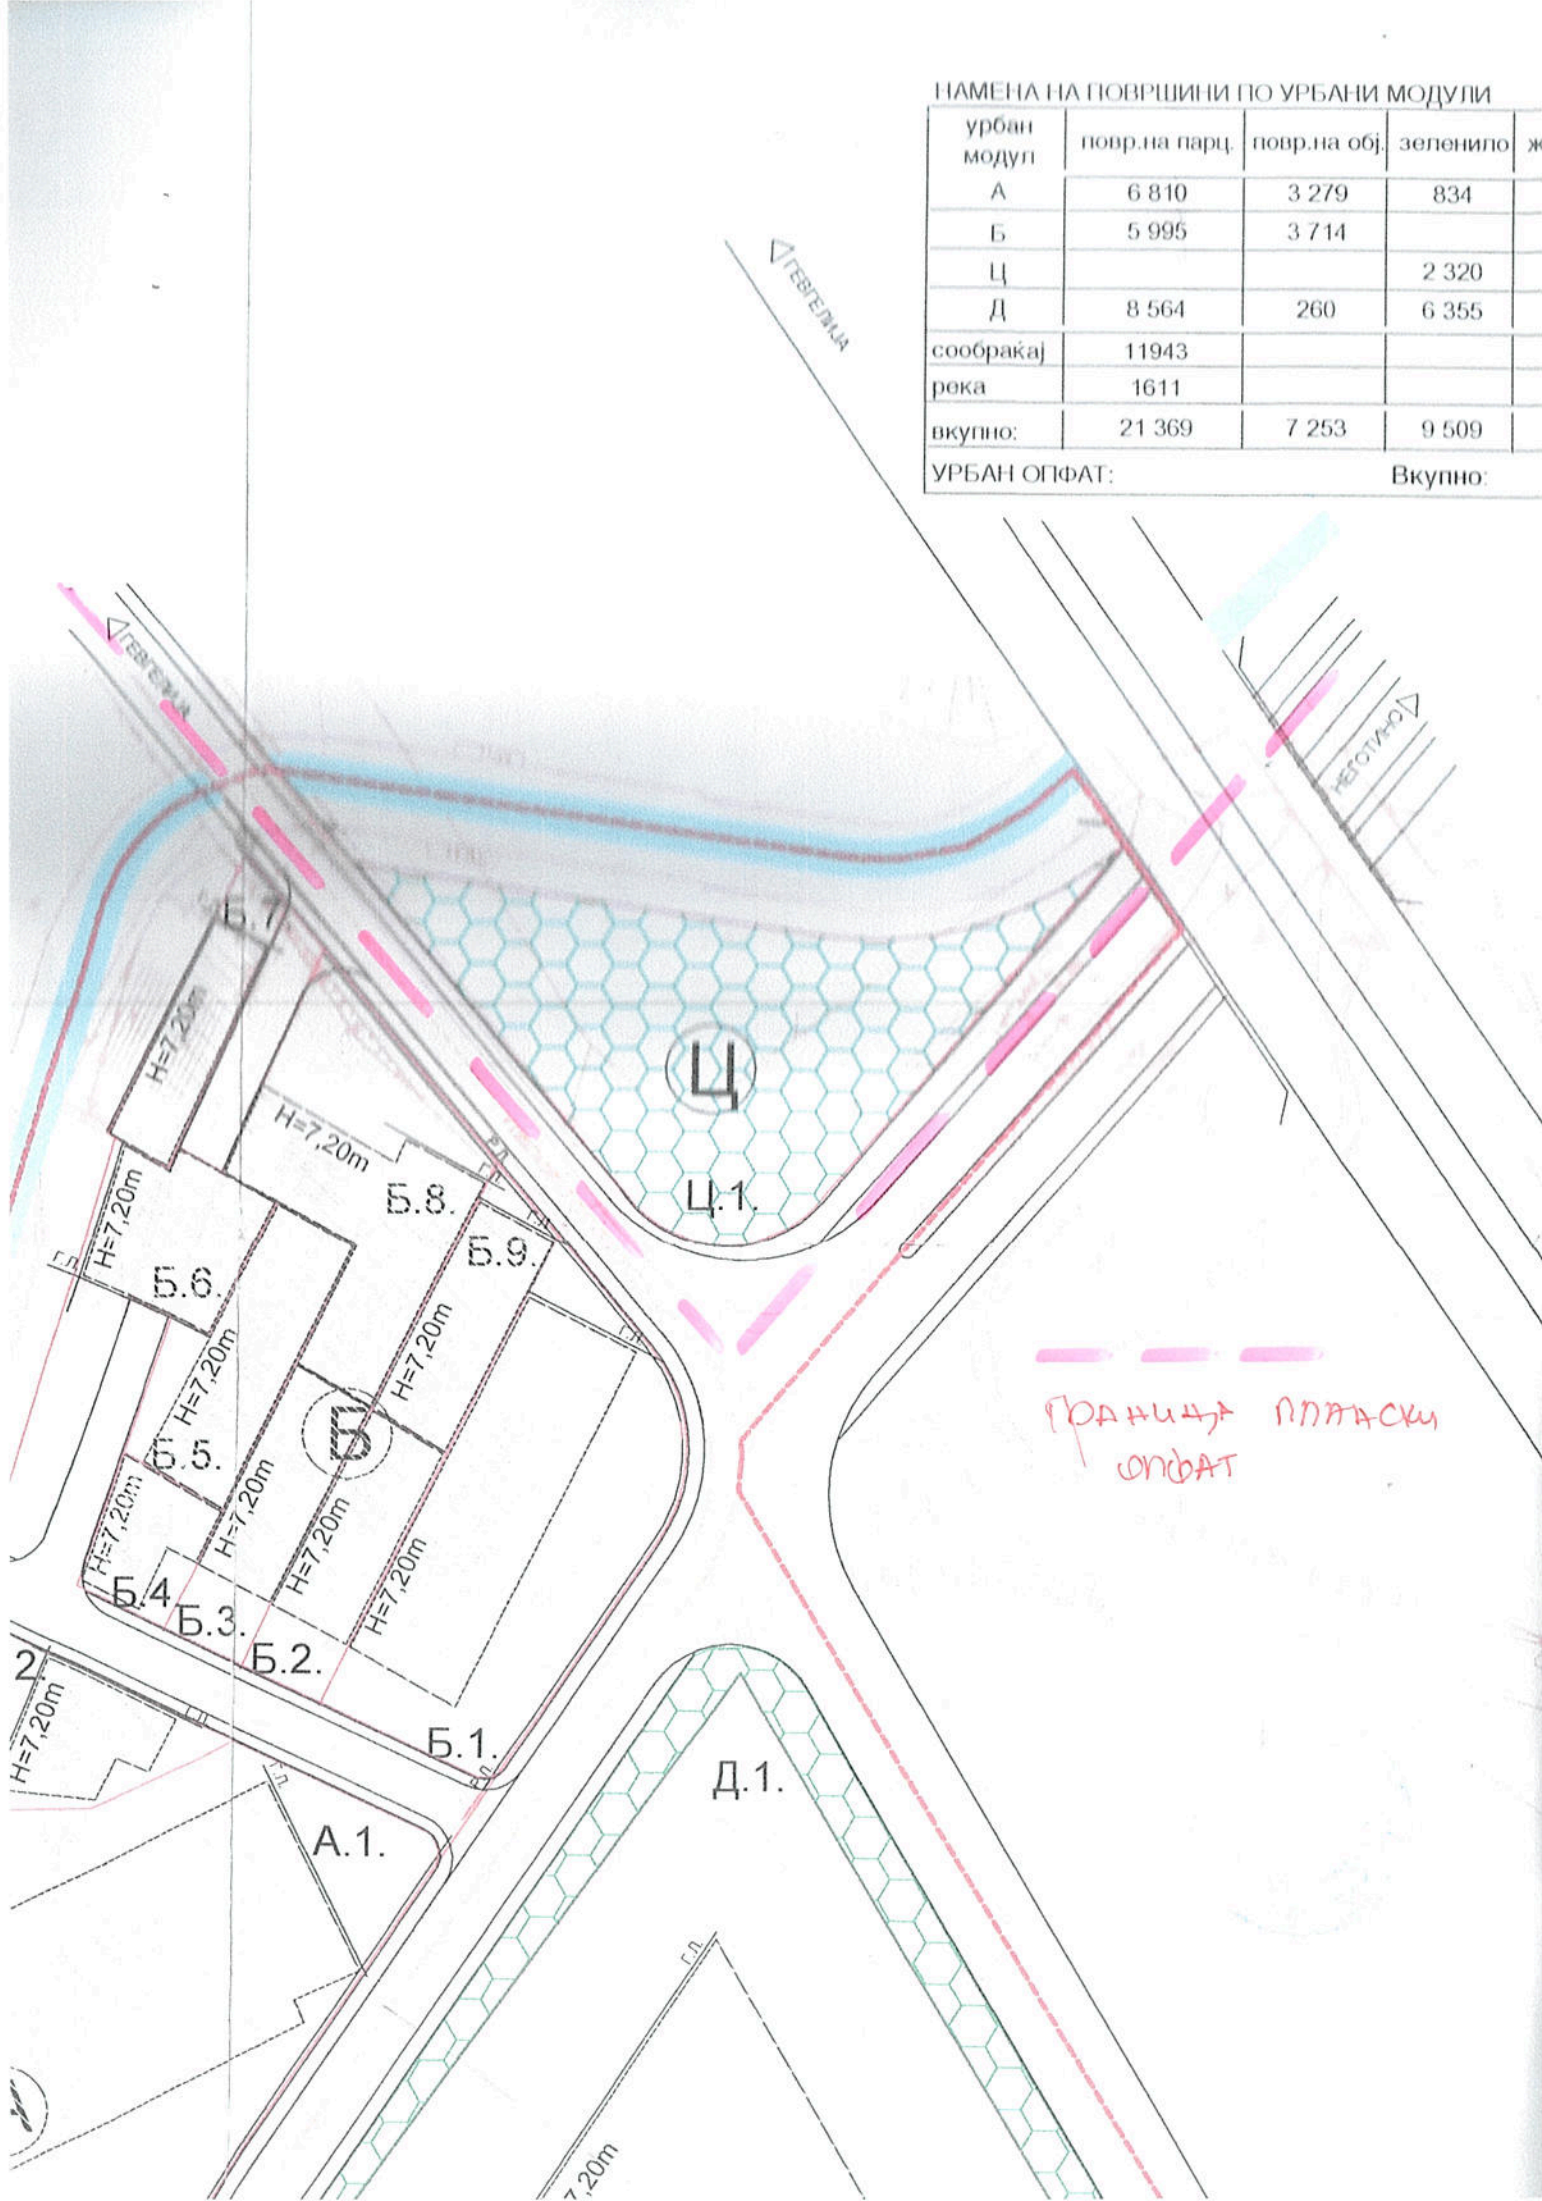 НАМЕНА НА ПОВРШИНИ ПО УРБАНИ МОДУЛИ
урбан модул повр.на парц. повр.на обј. зеленило
А 6 810 3 279 834
Б 5 995 3 714
Ц 2 320
Д 8 564 260 6 355
сообраќај 11943
река 1611
вкупно: 21 369 7 253 9 509
УРБАН ОПФАТ: Вкупно:
ГЕВГЕЛИЈА
ГЕВГЕЛИЈА
НЕГОТИНО
Б.7
H=7,20m
H=7,20m
Ц
Ц.1.
р.л.
г.л.
Б.8.
г.л.
Б.9.
H=7,20m
г.л.
Б.6.
H=7,20m
H=7,20m
г.л.
ГРАНИЦА ПЛАНСКИ
ОПФАТ
Б
Б.5.
H=7,20m
H=7,20m
H=7,20m
H=7,20m
Б.4
Б.3.
Б.2.
Б.1.
р.л.
2.
H=7,20m
г.л.
г.л.
А.1.
Д.1.
г.л.
7,20m